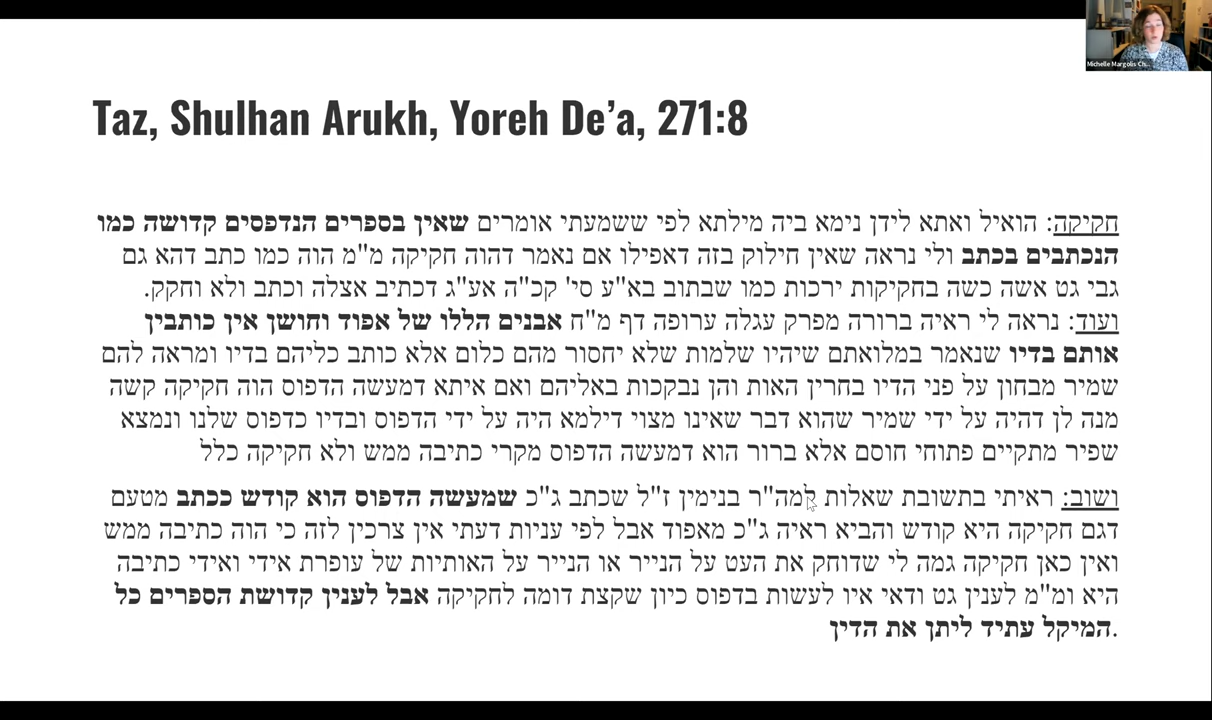 Michelle Margolis Ch...
Taz, Shulhan Arukh, Yoreh De’a, 271:8
חקיקה: הואיל ואתא לידן נימא ביה מילתא לפי ששמעתי אומרים שאין בספרים הנדפסים קדושה כמו
הנכתבים בכתב ולי נראה שאין חילוק בזה דאפילו אם נאמר דהוה חקיקה מ"מ הוה כמו כתב דהא גם
גבי גט אשה כשה בחקיקות ירכות כמו שבתוב בא"ע סי' קכ"ה אע"ג דכתיב אצלה וכתב ולא וחקק.
ועוד: נראה לי ראיה ברורה מפרק עגלה ערופה דף מ"ח אבנים הללו של אפוד וחושן אין כותבין
אותם בדיו שנאמר במלואתם שיהיו שלמות שלא יחסור מהם כלום אלא כותב כליהם בדיו ומראה להם
שמיר מבחון על פני הדיו בחרין האות והן נבקכות באליהם ואם איתא דמעשה הדפוס הוה חקיקה קשה
מנה לן דהיה על ידי שמיר שהוא דבר שאינו מצוי דילמא היה על ידי הדפוס ובדיו כדפוס שלנו ונמצא
שפיר מתקיים פתוחי חוסם אלא ברור הוא דמעשה הדפוס מקרי כתיבה ממש ולא חקיקה כלל
ושוב: ראיתי בתשובת שאלות למה"ר בנימין ז"ל שכתב ג"כ שמעשה הדפוס הוא קודש ככתב מטעם
דגם חקיקה היא קודש והביא ראיה ג"כ מאפוד אבל לפי עניות דעתי אין צרכין לזה כי הוה כתיבה ממש
ואין כאן חקיקה גמה לי שדוחק את העט על הנייר או הנייר על האותיות של עופרת אידי ואידי כתיבה
היא ומ"מ לענין גט ודאי איו לעשות בדפוס כיון שקצת דומה לחקיקה אבל לענין קדושת הספרים כל
המיקל עתיד ליתן את הדין.